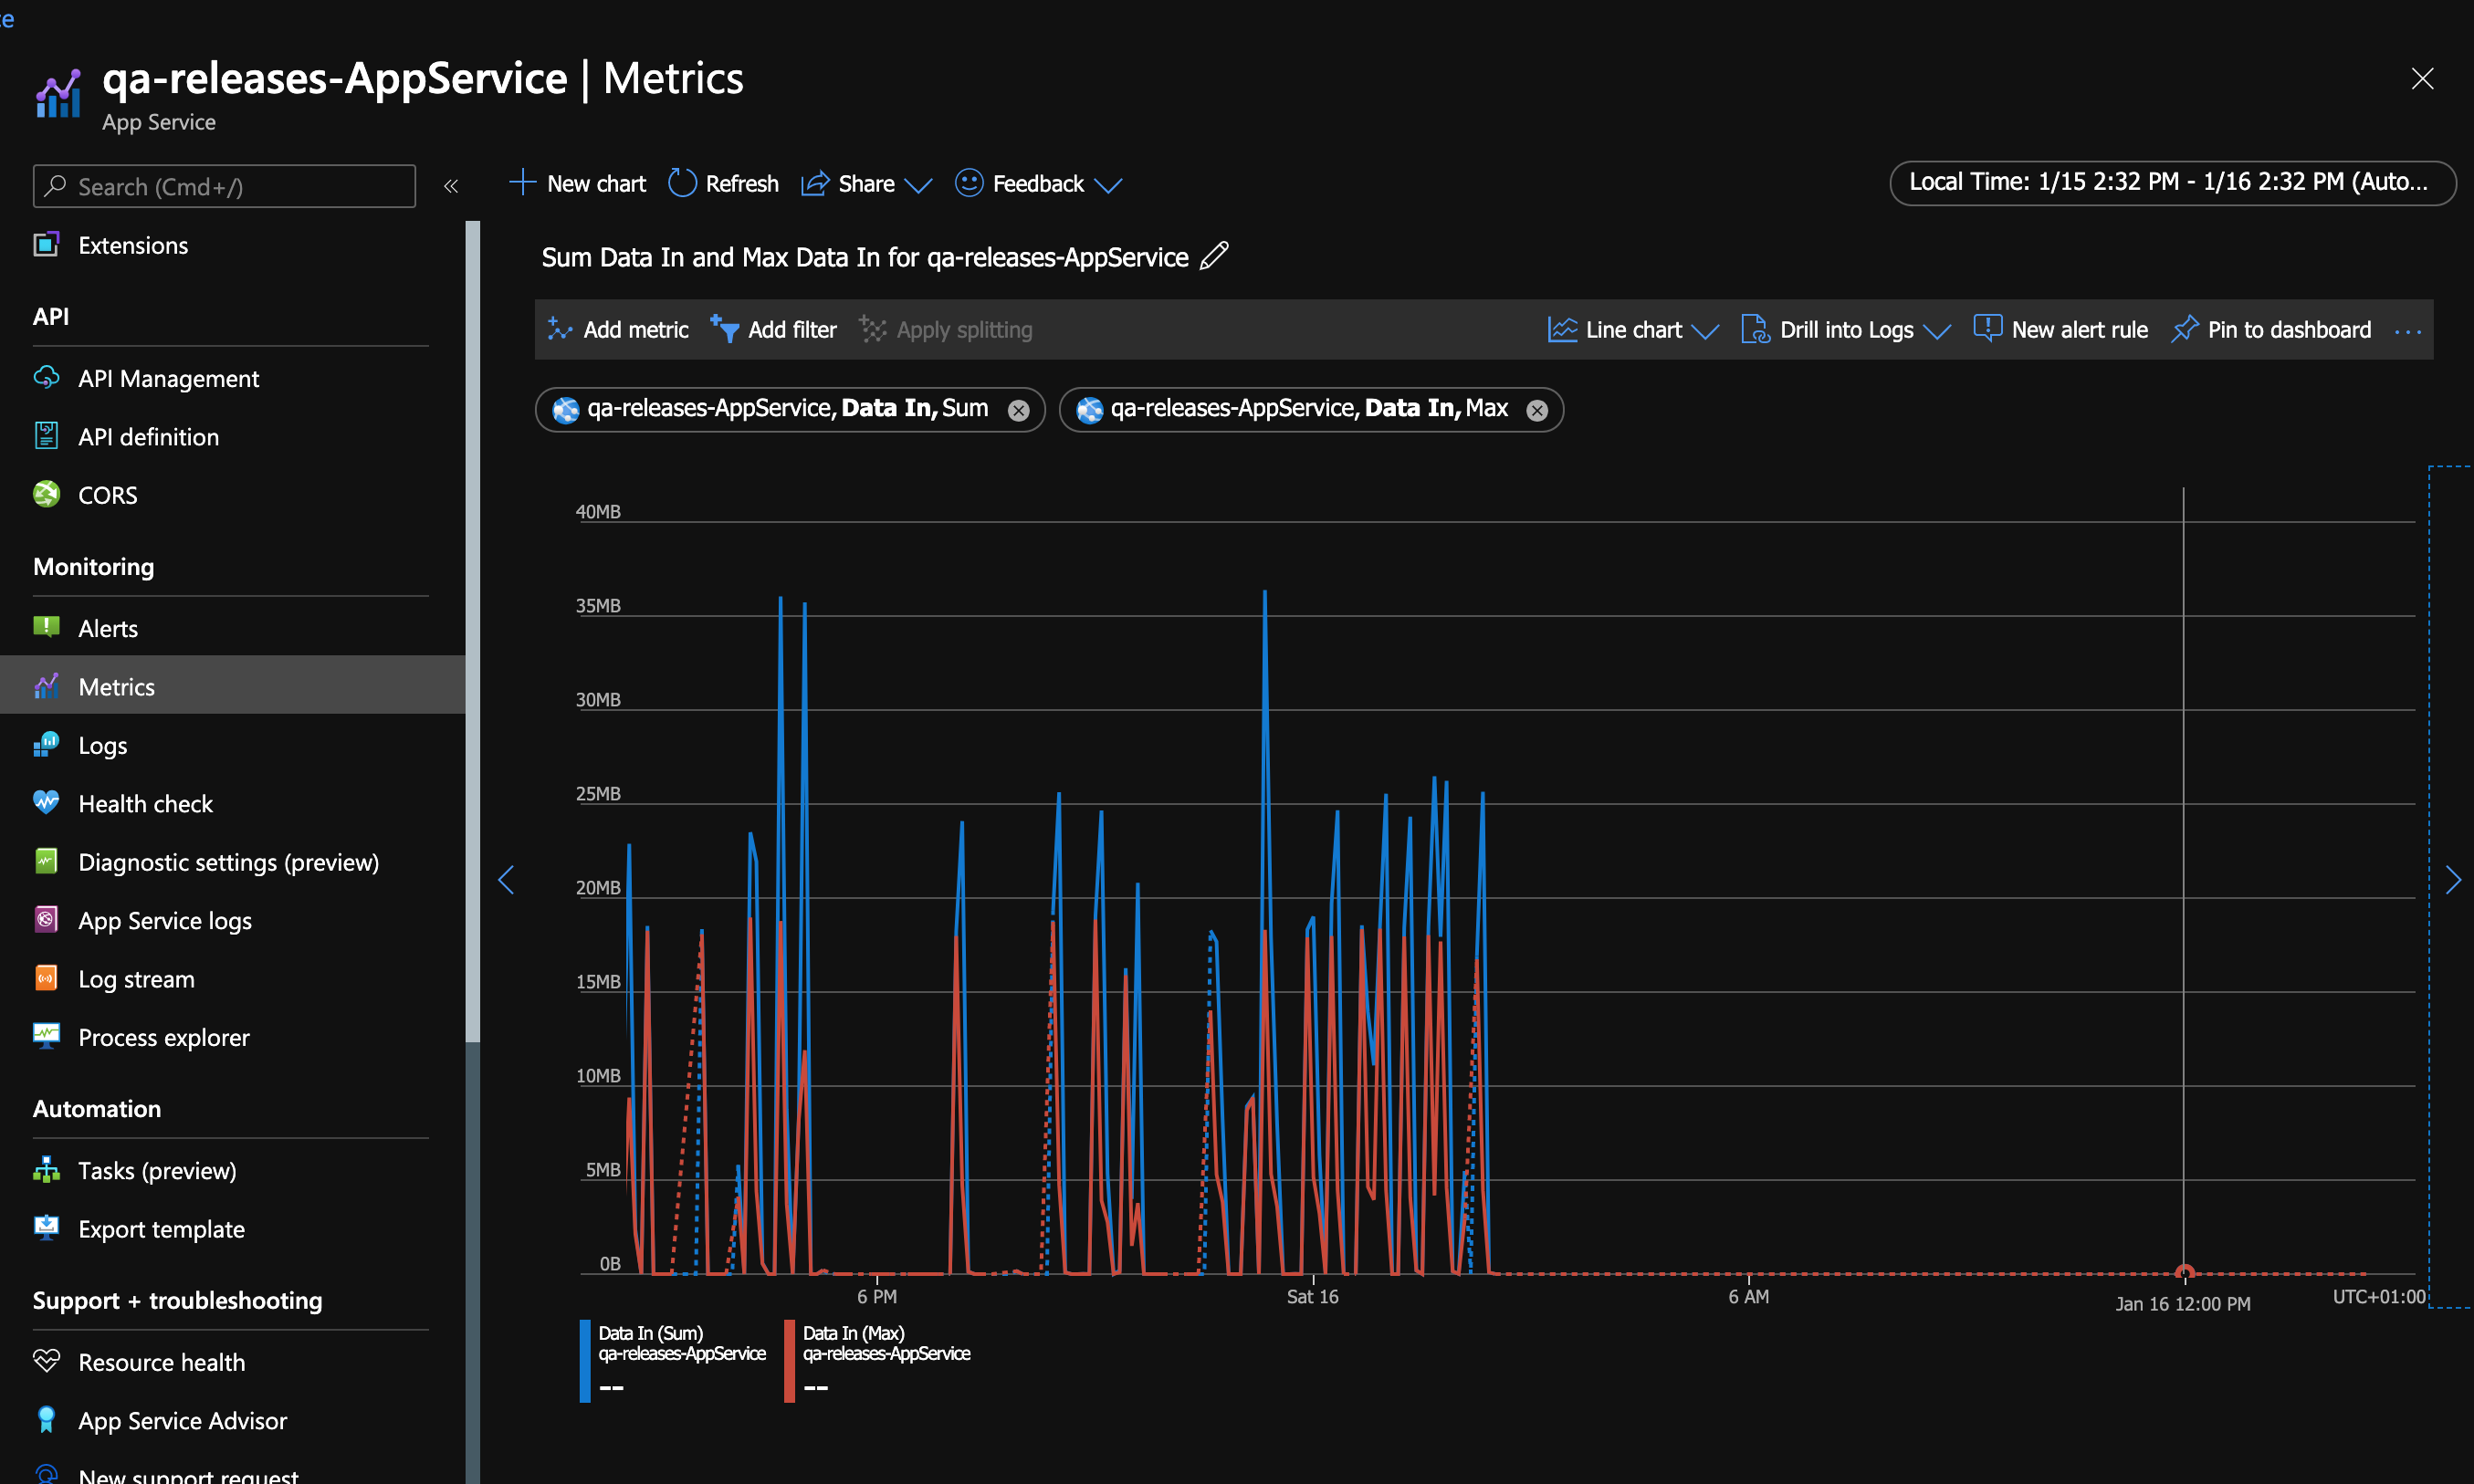 ce
qa-releases-AppService | Metrics
App Service
Search (Cmd+/)
«
New chart
Refresh
Share
Feedback
Local Time: 1/15 2:32 PM - 1/16 2:32 PM (Auto...
Extensions
API
API Management
API definition
CORS
Monitoring
Alerts
Metrics
Logs
Health check
Diagnostic settings (preview)
App Service logs
Log stream
Process explorer
Automation
Tasks (preview)
Export template
Support + troubleshooting
Resource health
App Service Advisor
New support request
Sum Data In and Max Data In for qa-releases-AppService
Add metric
Add filter
Apply splitting
Line chart
Drill into Logs
New alert rule
Pin to dashboard
...
qa-releases-AppService, Data In, Sum
qa-releases-AppService, Data In, Max
40MB
35MB
30MB
25MB
20MB
15MB
10MB
5MB
0B
6 PM
Sat 16
6 AM
Jan 16 12:00 PM
UTC+01:00
Data In (Sum)
qa-releases-AppService
--
Data In (Max)
qa-releases-AppService
--